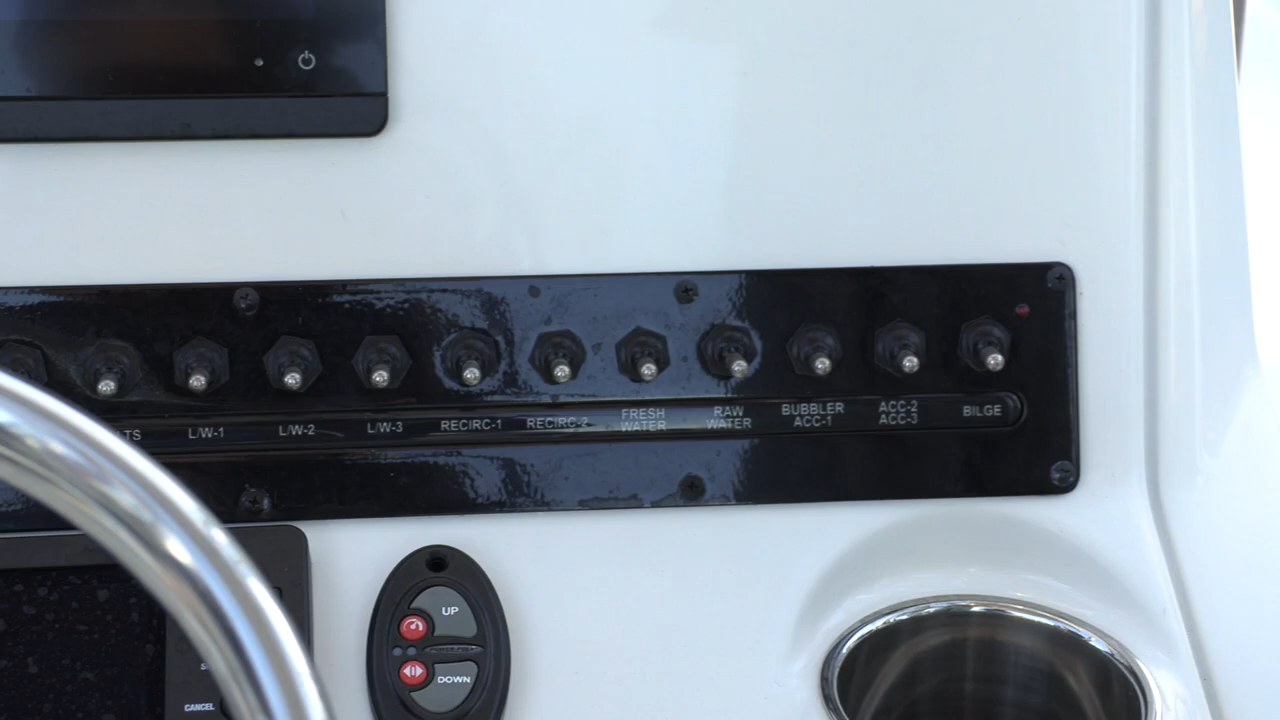 TS
L/W-1
L/W-2
L/W-3
RECIRC-1
RECIRC-2
FRESH
WATER
RAW
WATER
BUBBLER
ACC-1
ACC-2
ACC-3
BILGE
UP
DOWN
CANCEL